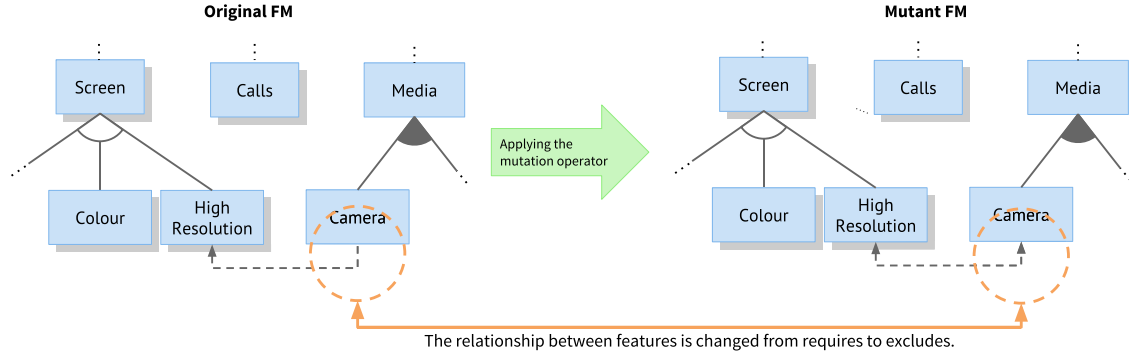 Original FM
Mutant FM
Screen
Calls
Media
Applying the
mutation operator
Colour
High
Resolution
Camera
Screen
Calls
Media
Colour
High
Resolution
Camera
The relationship between features is changed from requires to excludes.